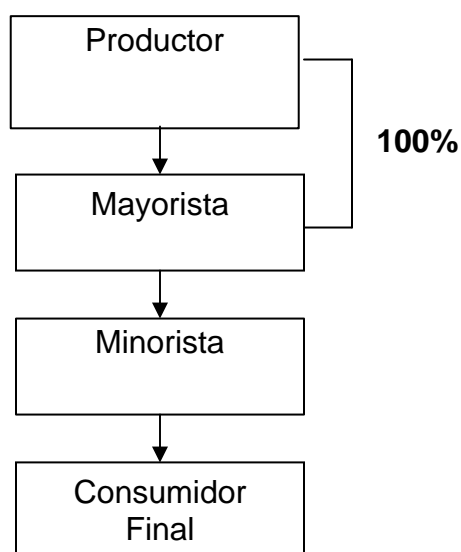 Productor
100%
Mayorista
Minorista
Consumidor
Final